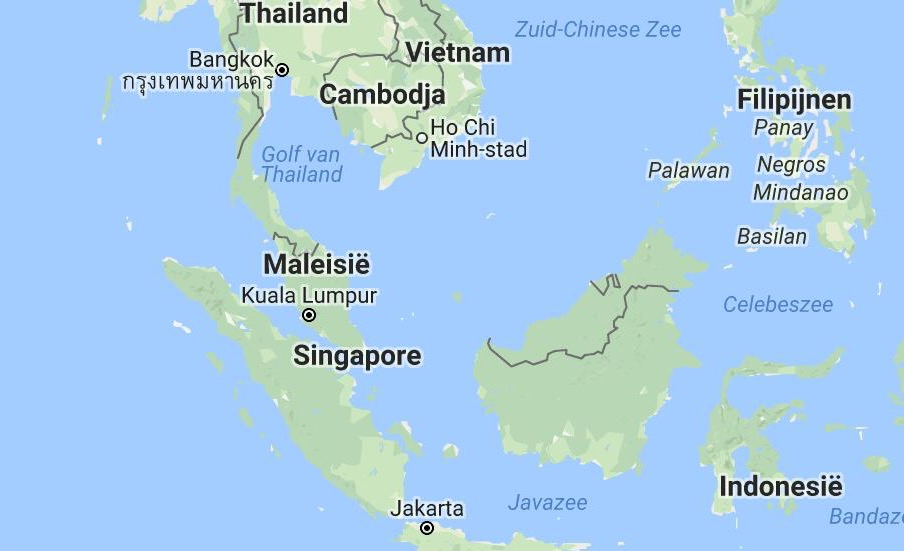 Thailand
Zuid-Chinese Zee
Vietnam
Bangkok
กรุงเทพมหานคร
Cambodja
Filipijnen
Ho Chi
Minh-stad
Panay
Golf van
Thailand
Palawan
Negros
Mindanao
Basilan
Maleisië
Kuala Lumpur
Celebeszee
Singapore
Indonesië
Jakarta
Javazee
Bandaze